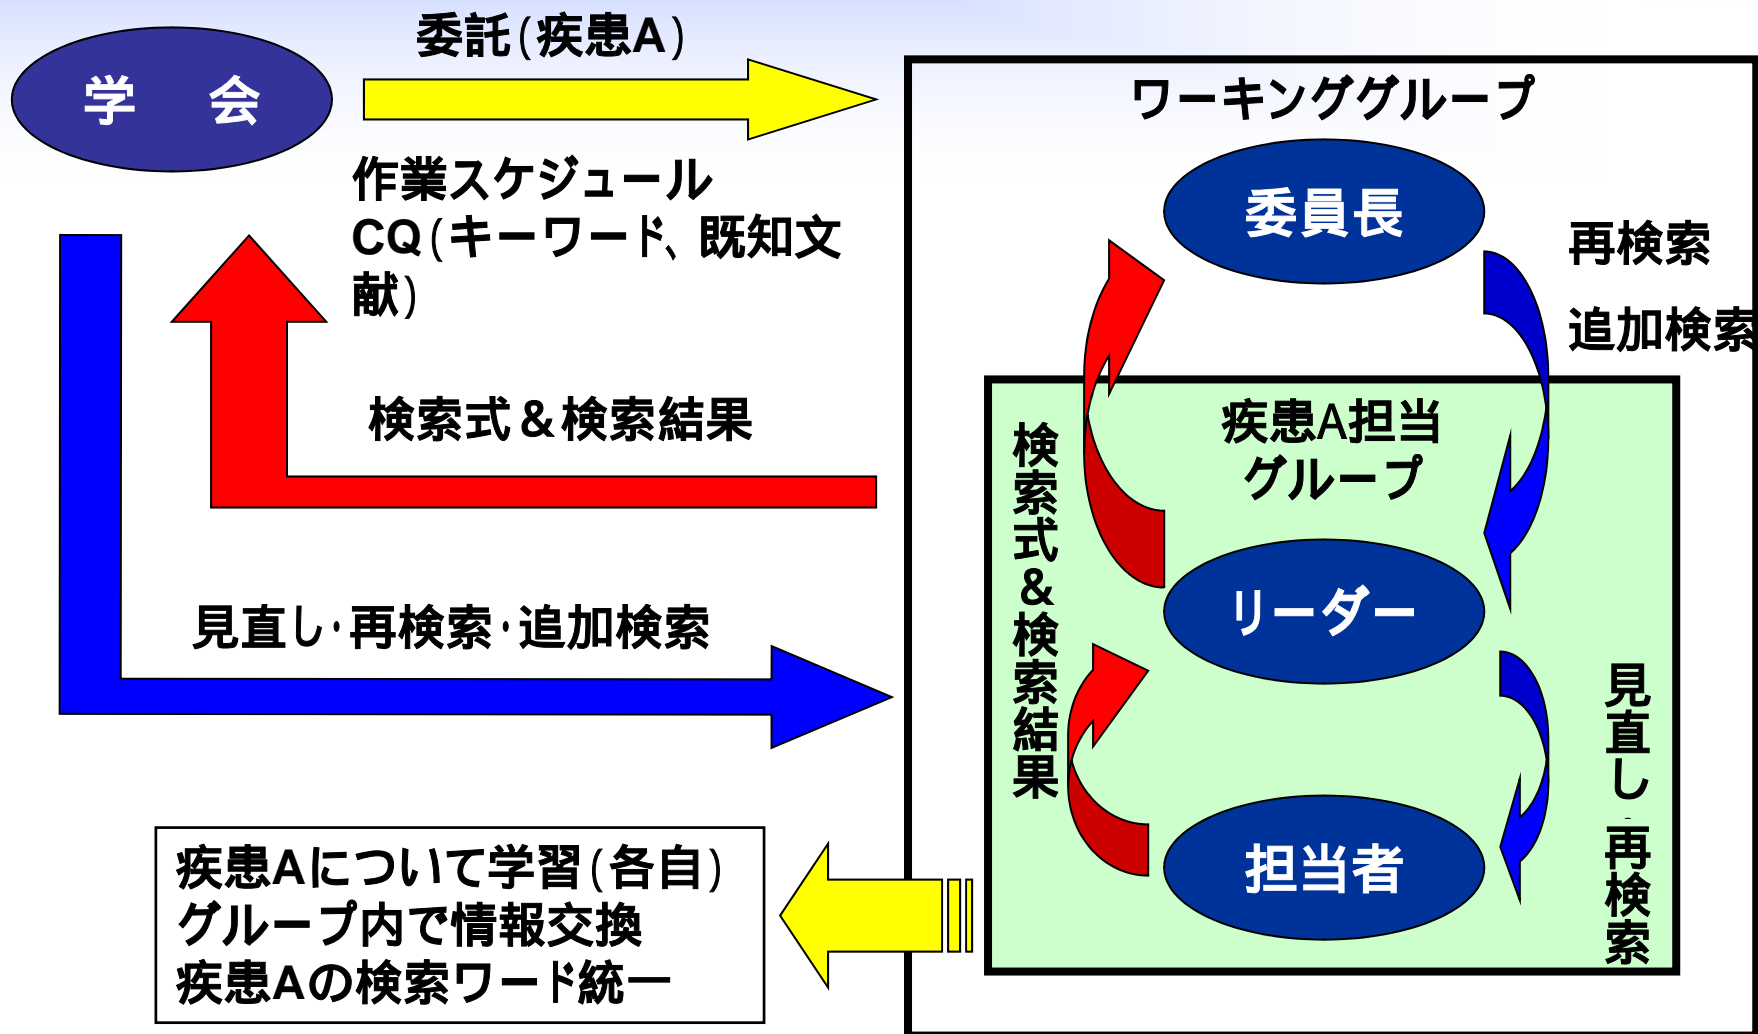 委託(疾患A)
学 会
作業スケジュール
CQ(キーワード、既知文
献)
検索式&検索結果
見直し・再検索・追加検索
ワーキンググループ
委員長
再検索
追加検索
疾患A担当
グループ
検索式&検索結果
リーダー
見直し・再検索
担当者
疾患Aについて学習(各自)
グループ内で情報交換
疾患Aの検索ワード統一